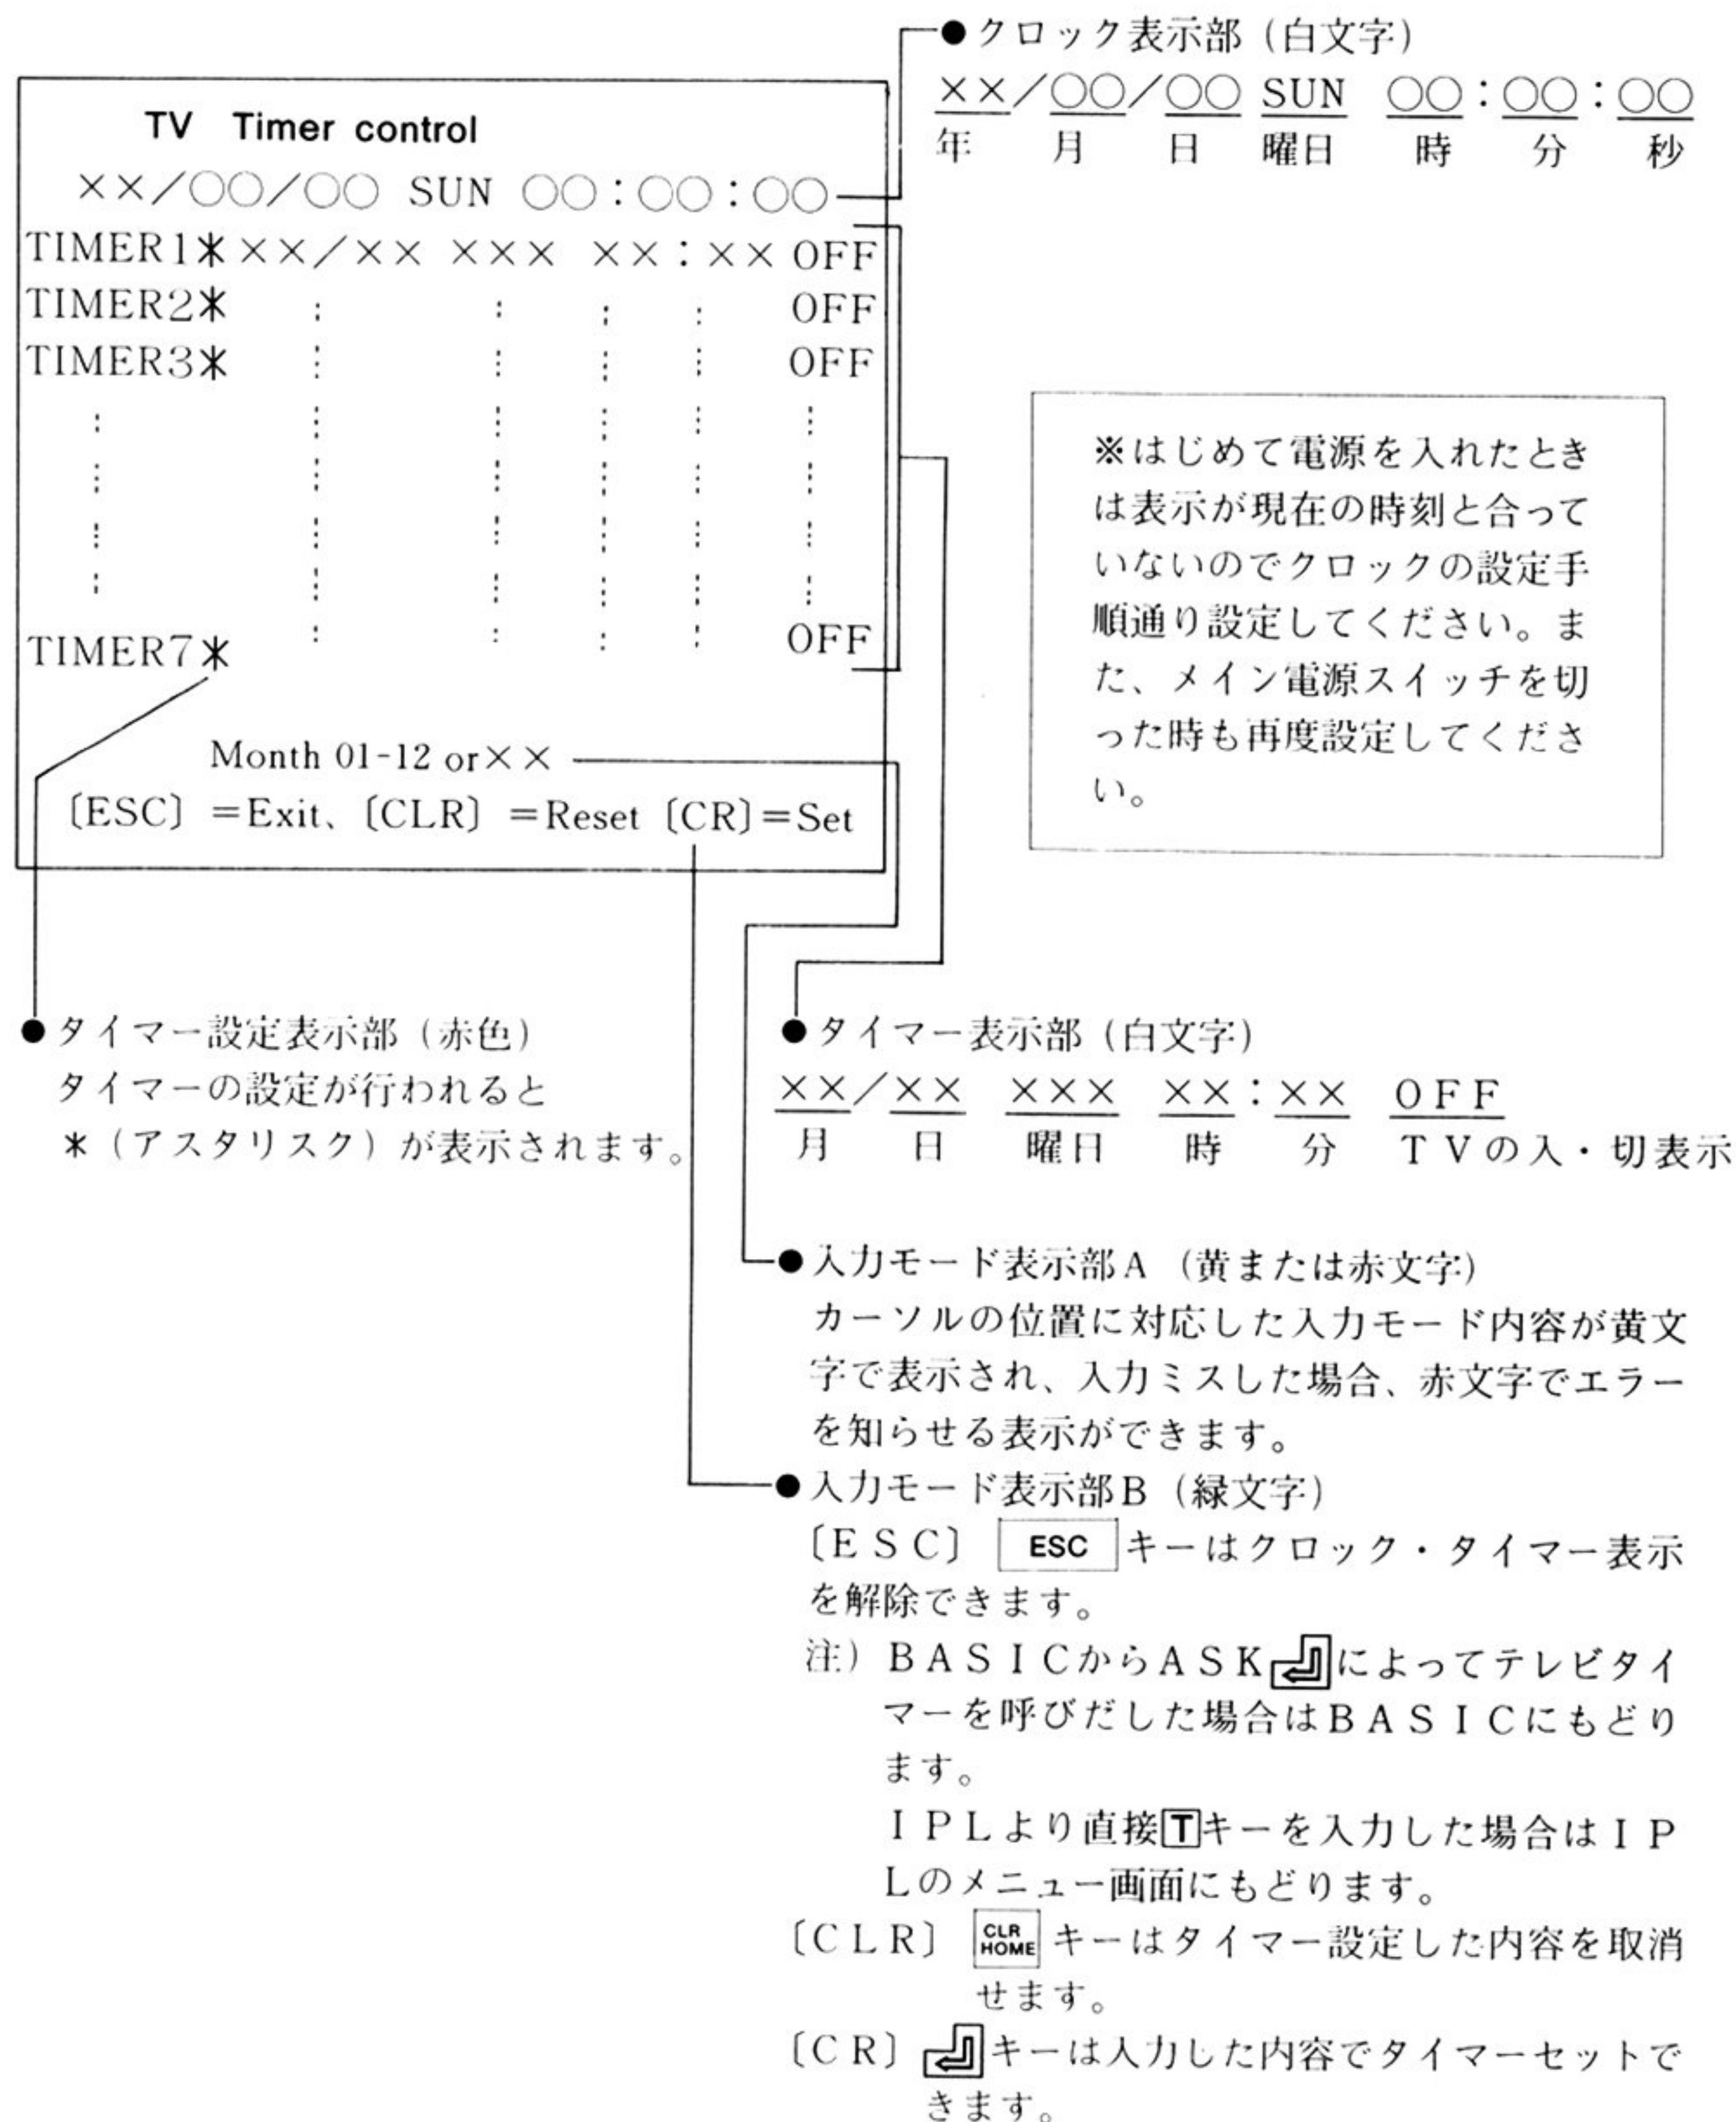 ●クロック表示部（白文字）
××/○○/○○ SUN ○○:○○:○○
年 月 日 曜日 時 分 秒
TV Timer control
××/○○/○○ SUN ○○:○○:○○
TIMER1*××/×× ××× ××:×× OFF
TIMER2* OFF
TIMER3* OFF
TIMER7* OFF
Month 01-12 or××
〔ESC〕=Exit、〔CLR〕=Reset〔CR〕=Set
※はじめて電源を入れたとき
は表示が現在の時刻と合って
いないのでクロックの設定手
順通り設定してください。ま
た、メイン電源スイッチを切
った時も再度設定してくださ
い。
●タイマー設定表示部（赤色）
タイマーの設定が行われると
*（アスタリスク）が表示されます。
●タイマー表示部（白文字）
××/×× ××× ××:×× OFF
月 日 曜日 時 分 TVの入・切表示
●入力モード表示部A（黄または赤文字）
カーソルの位置に対応した入力モード内容が黄文
字で表示され、入力ミスした場合、赤文字でエラー
を知らせる表示ができます。
●入力モード表示部B（緑文字）
〔ESC〕 ESC キーはクロック・タイマー表示
を解除できます。
注）BASICからASK↵によってテレビタイ
マーを呼びだした場合はBASICにもどり
ます。
IPLより直接Tキーを入力した場合はIP
Lのメニュー画面にもどります。
〔CLR〕 CLR HOME キーはタイマー設定した内容を取消
せます。
〔CR〕↵キーは入力した内容でタイマーセットで
きます。